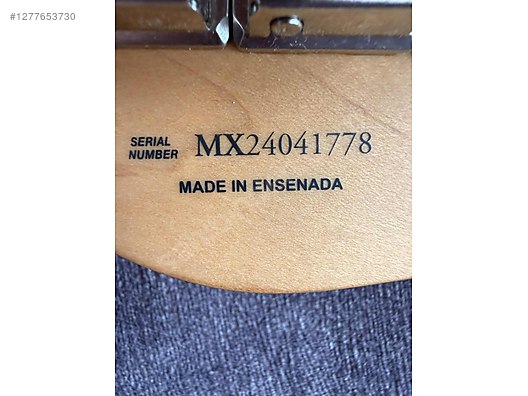 #1277653730
SERIAL
NUMBER MX24041778
MADE IN ENSENADA